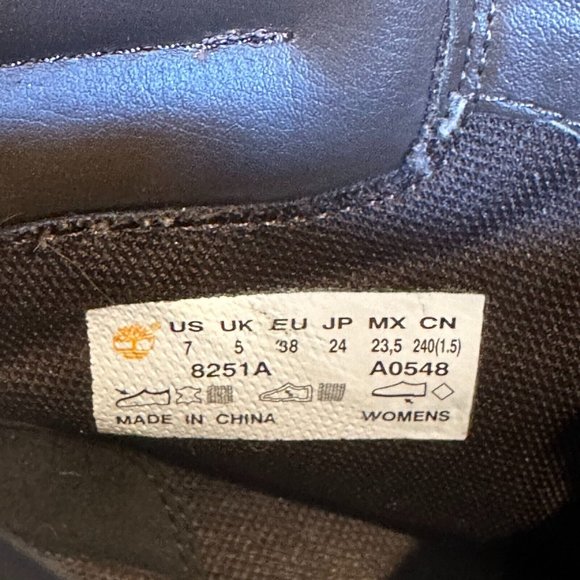 US UK EU JP MX CN
7 5 38 24 23,5 240(1.5)
8251A A0548
MADE IN CHINA WOMENS